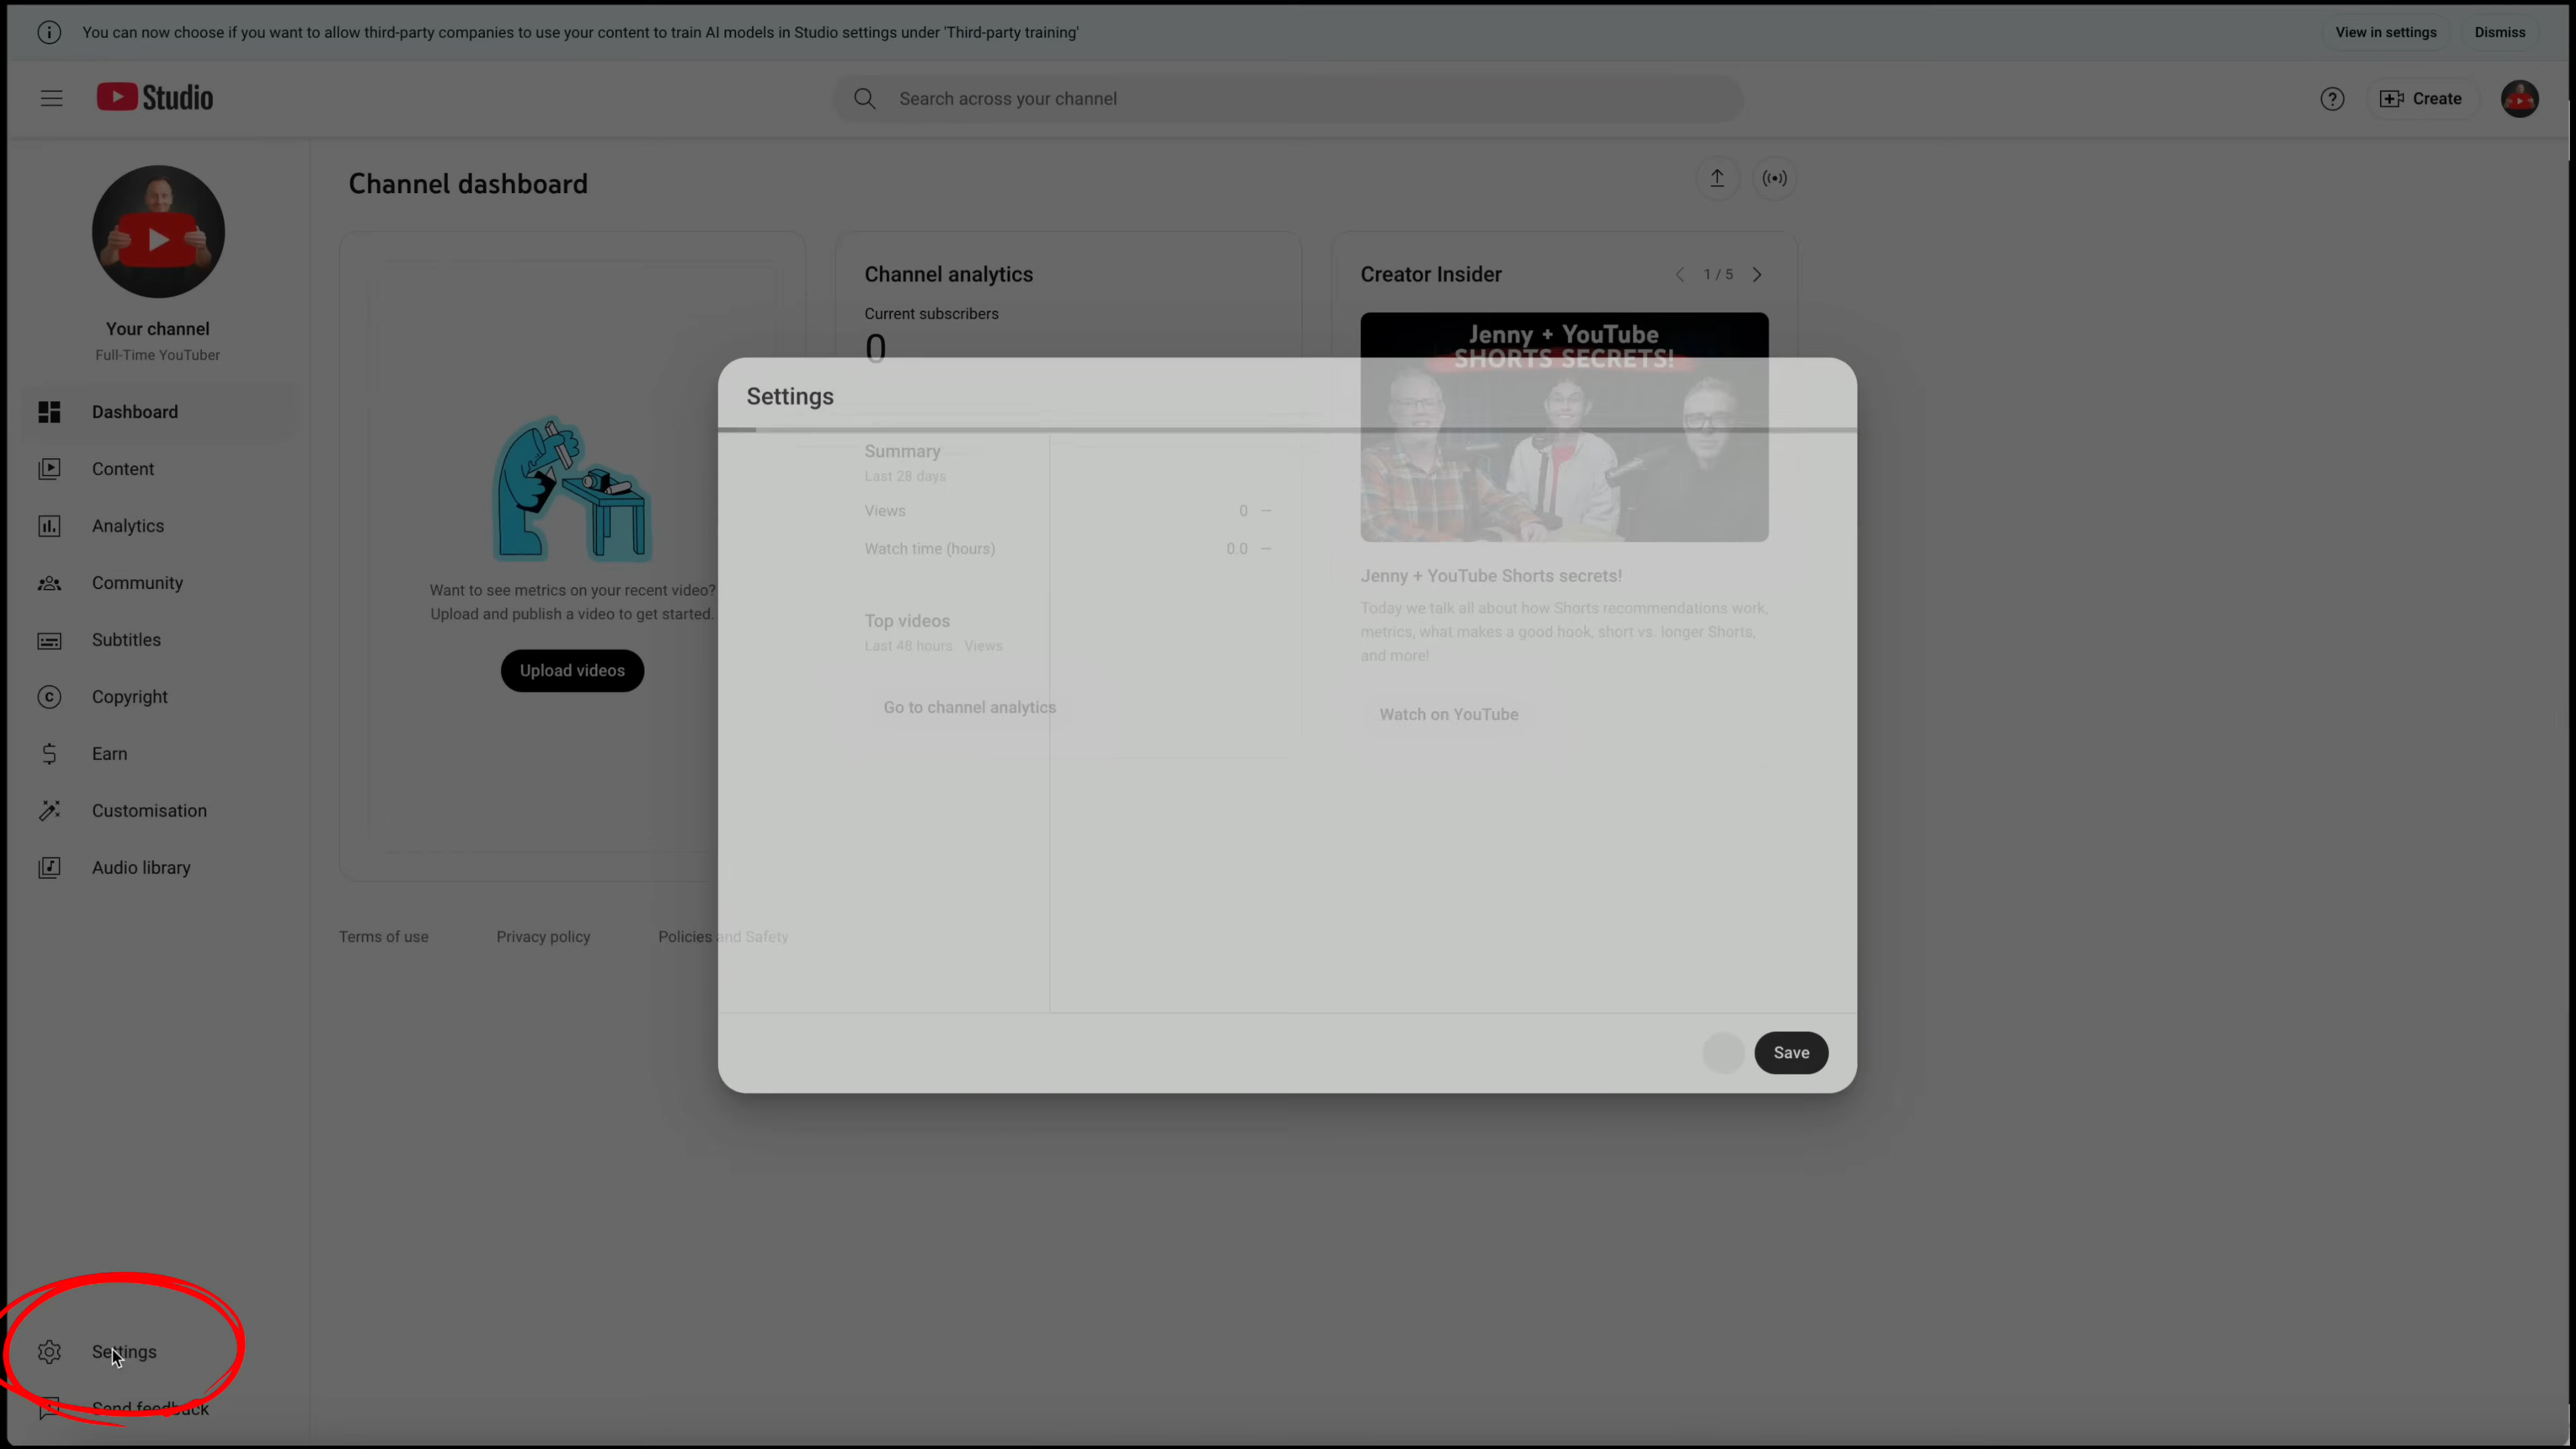 You can now choose if you want to allow third-party companies to use your content to train AI models in Studio settings under 'Third-party training'
View in settings
Dismiss
Studio
Search across your channel
Create
Your channel
Full-Time YouTuber
Dashboard
Content
Analytics
Community
Subtitles
Copyright
Earn
Customisation
Audio library
Settings
Send feedback
Channel dashboard
Want to see metrics on your recent video?
Upload and publish a video to get started.
Upload videos
Channel analytics
Current subscribers
0
Summary
Last 28 days
Views 0 —
Watch time (hours) 0.0 —
Top videos
Last 48 hours · Views
Go to channel analytics
Creator Insider
1 / 5
Jenny + YouTube
SHORTS SECRETS!
Jenny + YouTube Shorts secrets!
Today we talk all about how Shorts recommendations work,
metrics, what makes a good hook, short vs. longer Shorts,
and more!
Watch on YouTube
Terms of use
Privacy policy
Policies and Safety
Settings
Save